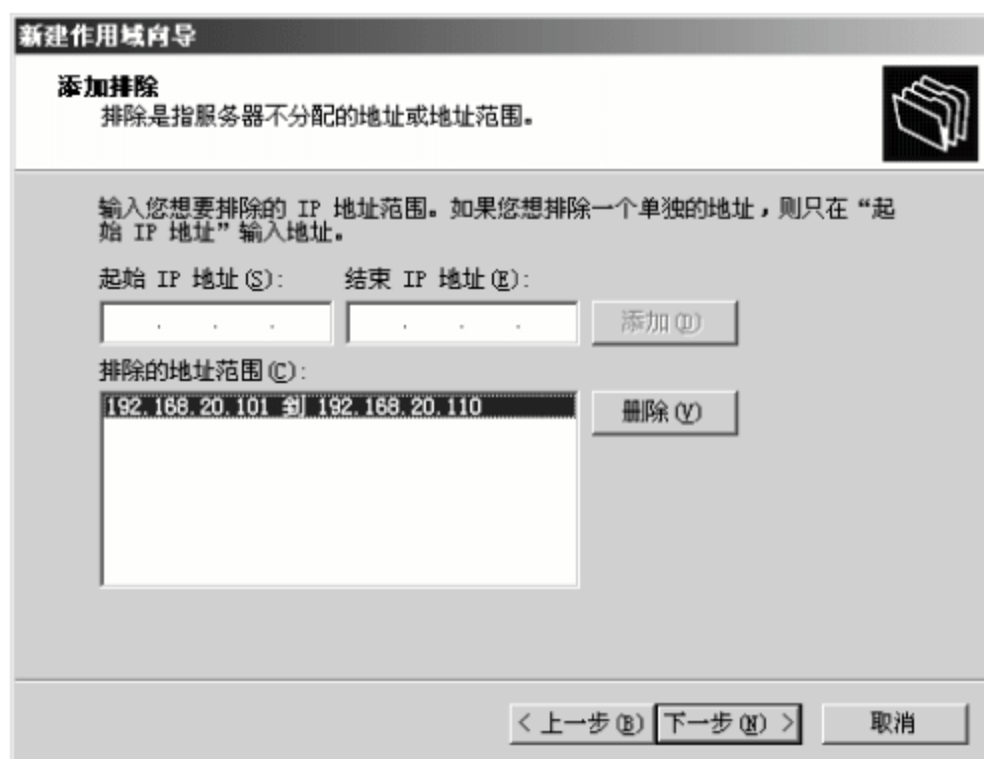 新建作用域向导
添加排除
排除是指服务器不分配的地址或地址范围。
输入您想要排除的 IP 地址范围。如果您想排除一个单独的地址，则只在“起
始 IP 地址”输入地址。
起始 IP 地址(S): 结束 IP 地址(E):
添加(D)
排除的地址范围(C):
192.168.20.101 到 192.168.20.110
删除(V)
< 上一步(B) 下一步(N) > 取消